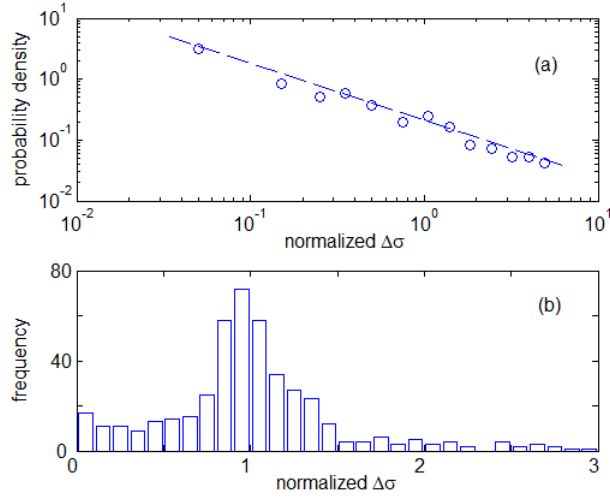 10^1
(a)
10^0
probability density
10^-1
10^-2
10^-2 10^-1 10^0 10^1
normalized Δσ
80
(b)
frequency
40
0
0 1 2 3
normalized Δσ